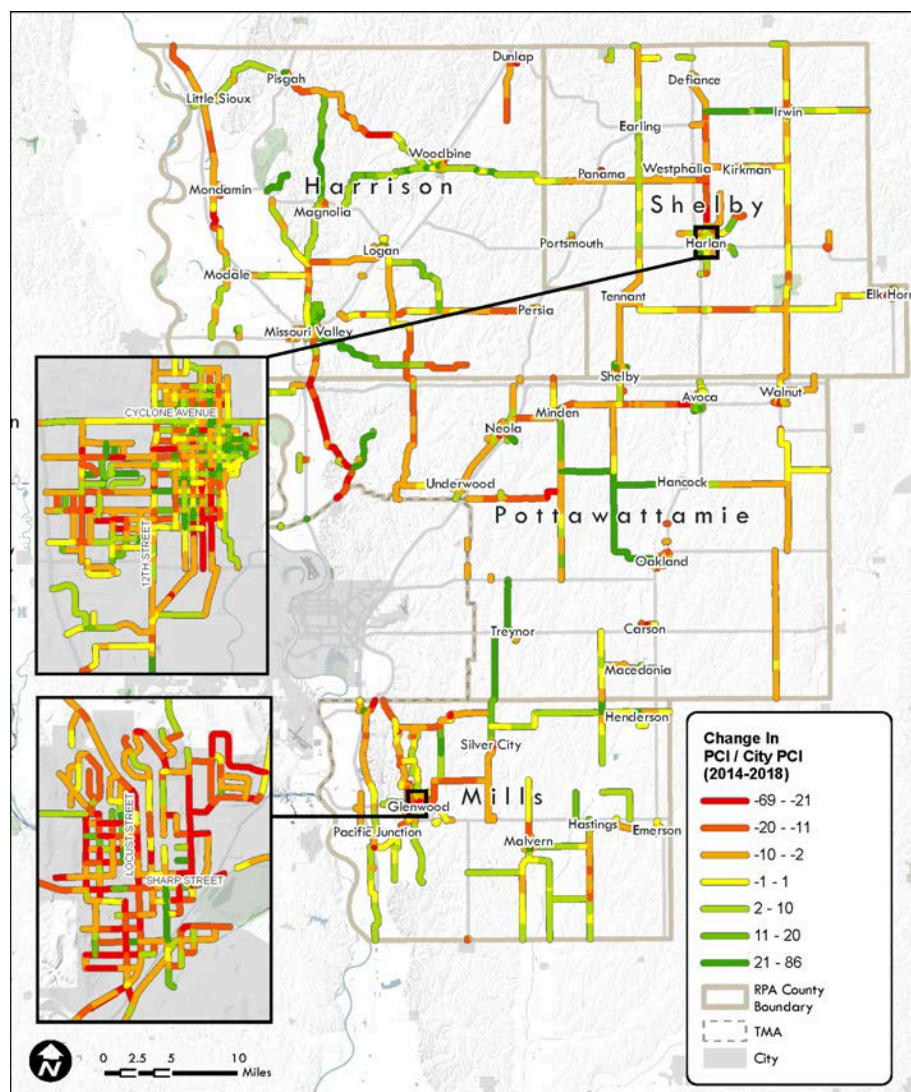 Dunlap
Pisgah
Defiance
Little Sioux
Irwin
Earling
Woodbine
Westphalia
Kirkman
Panama
Harrison
Mondamin
Shelby
Magnolia
Logan
Portsmouth
Harlan
Modale
Tennant
Elk Horn
Persia
Missouri Valley
Shelby
Walnut
Avoca
Minden
CYCLONE AVENUE
n
Neola
Underwood
Hancock
Pottawattamie
Oakland
12TH STREET
Treynor
Carson
Macedonia
Henderson
Silver City
Mills
Glenwood
Pacific Junction
Hastings
Emerson
Malvern
LOCUST STREET
SHARP STREET
Change In
PCI / City PCI
(2014-2018)
-69 - -21
-20 - -11
-10 - -2
-1 - 1
2 - 10
11 - 20
21 - 86
RPA County
Boundary
TMA
City
N
0 2.5 5 10
Miles